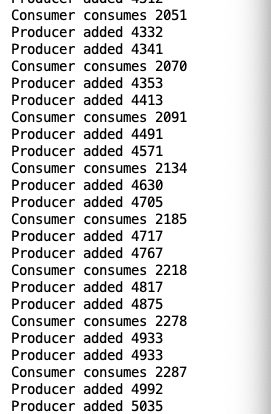 Producer added 4312
Consumer consumes 2051
Producer added 4332
Producer added 4341
Consumer consumes 2070
Producer added 4353
Producer added 4413
Consumer consumes 2091
Producer added 4491
Producer added 4571
Consumer consumes 2134
Producer added 4630
Producer added 4705
Consumer consumes 2185
Producer added 4717
Producer added 4767
Consumer consumes 2218
Producer added 4817
Producer added 4875
Consumer consumes 2278
Producer added 4933
Producer added 4933
Consumer consumes 2287
Producer added 4992
Producer added 5035